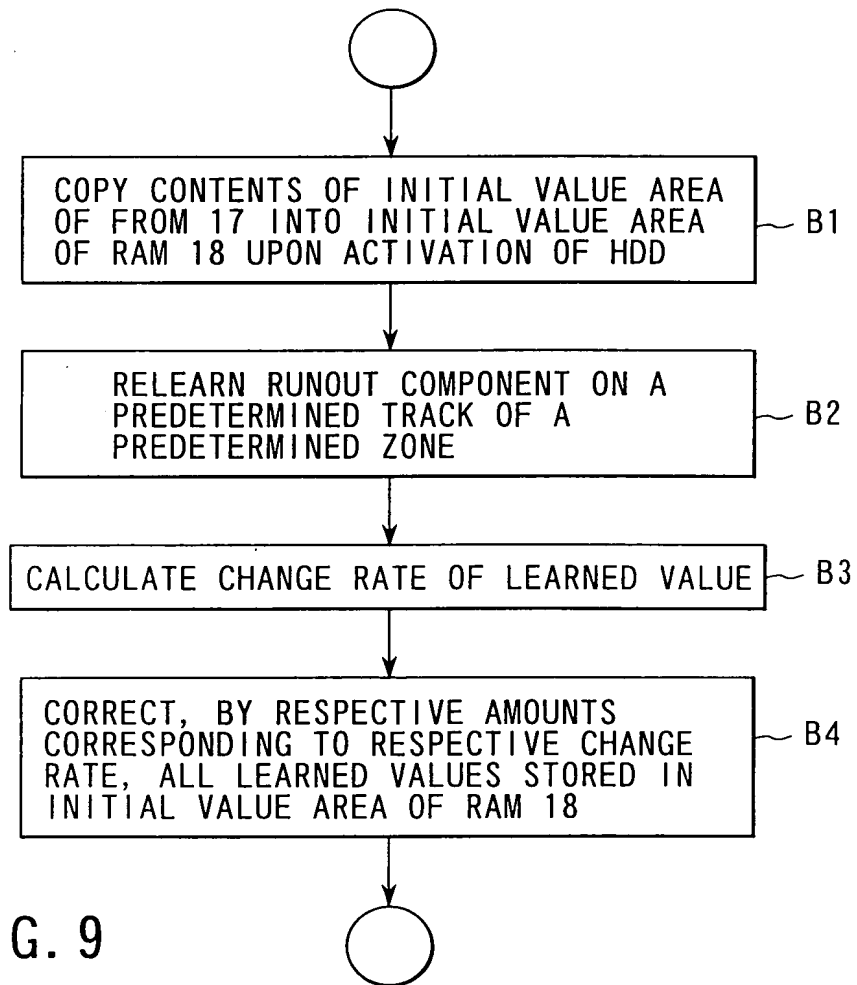 COPY CONTENTS OF INITIAL VALUE AREA
OF FROM 17 INTO INITIAL VALUE AREA
OF RAM 18 UPON ACTIVATION OF HDD
B1
RELEARN RUNOUT COMPONENT ON A
PREDETERMINED TRACK OF A
PREDETERMINED ZONE
B2
CALCULATE CHANGE RATE OF LEARNED VALUE
B3
CORRECT, BY RESPECTIVE AMOUNTS
CORRESPONDING TO RESPECTIVE CHANGE
RATE, ALL LEARNED VALUES STORED IN
INITIAL VALUE AREA OF RAM 18
B4
G. 9